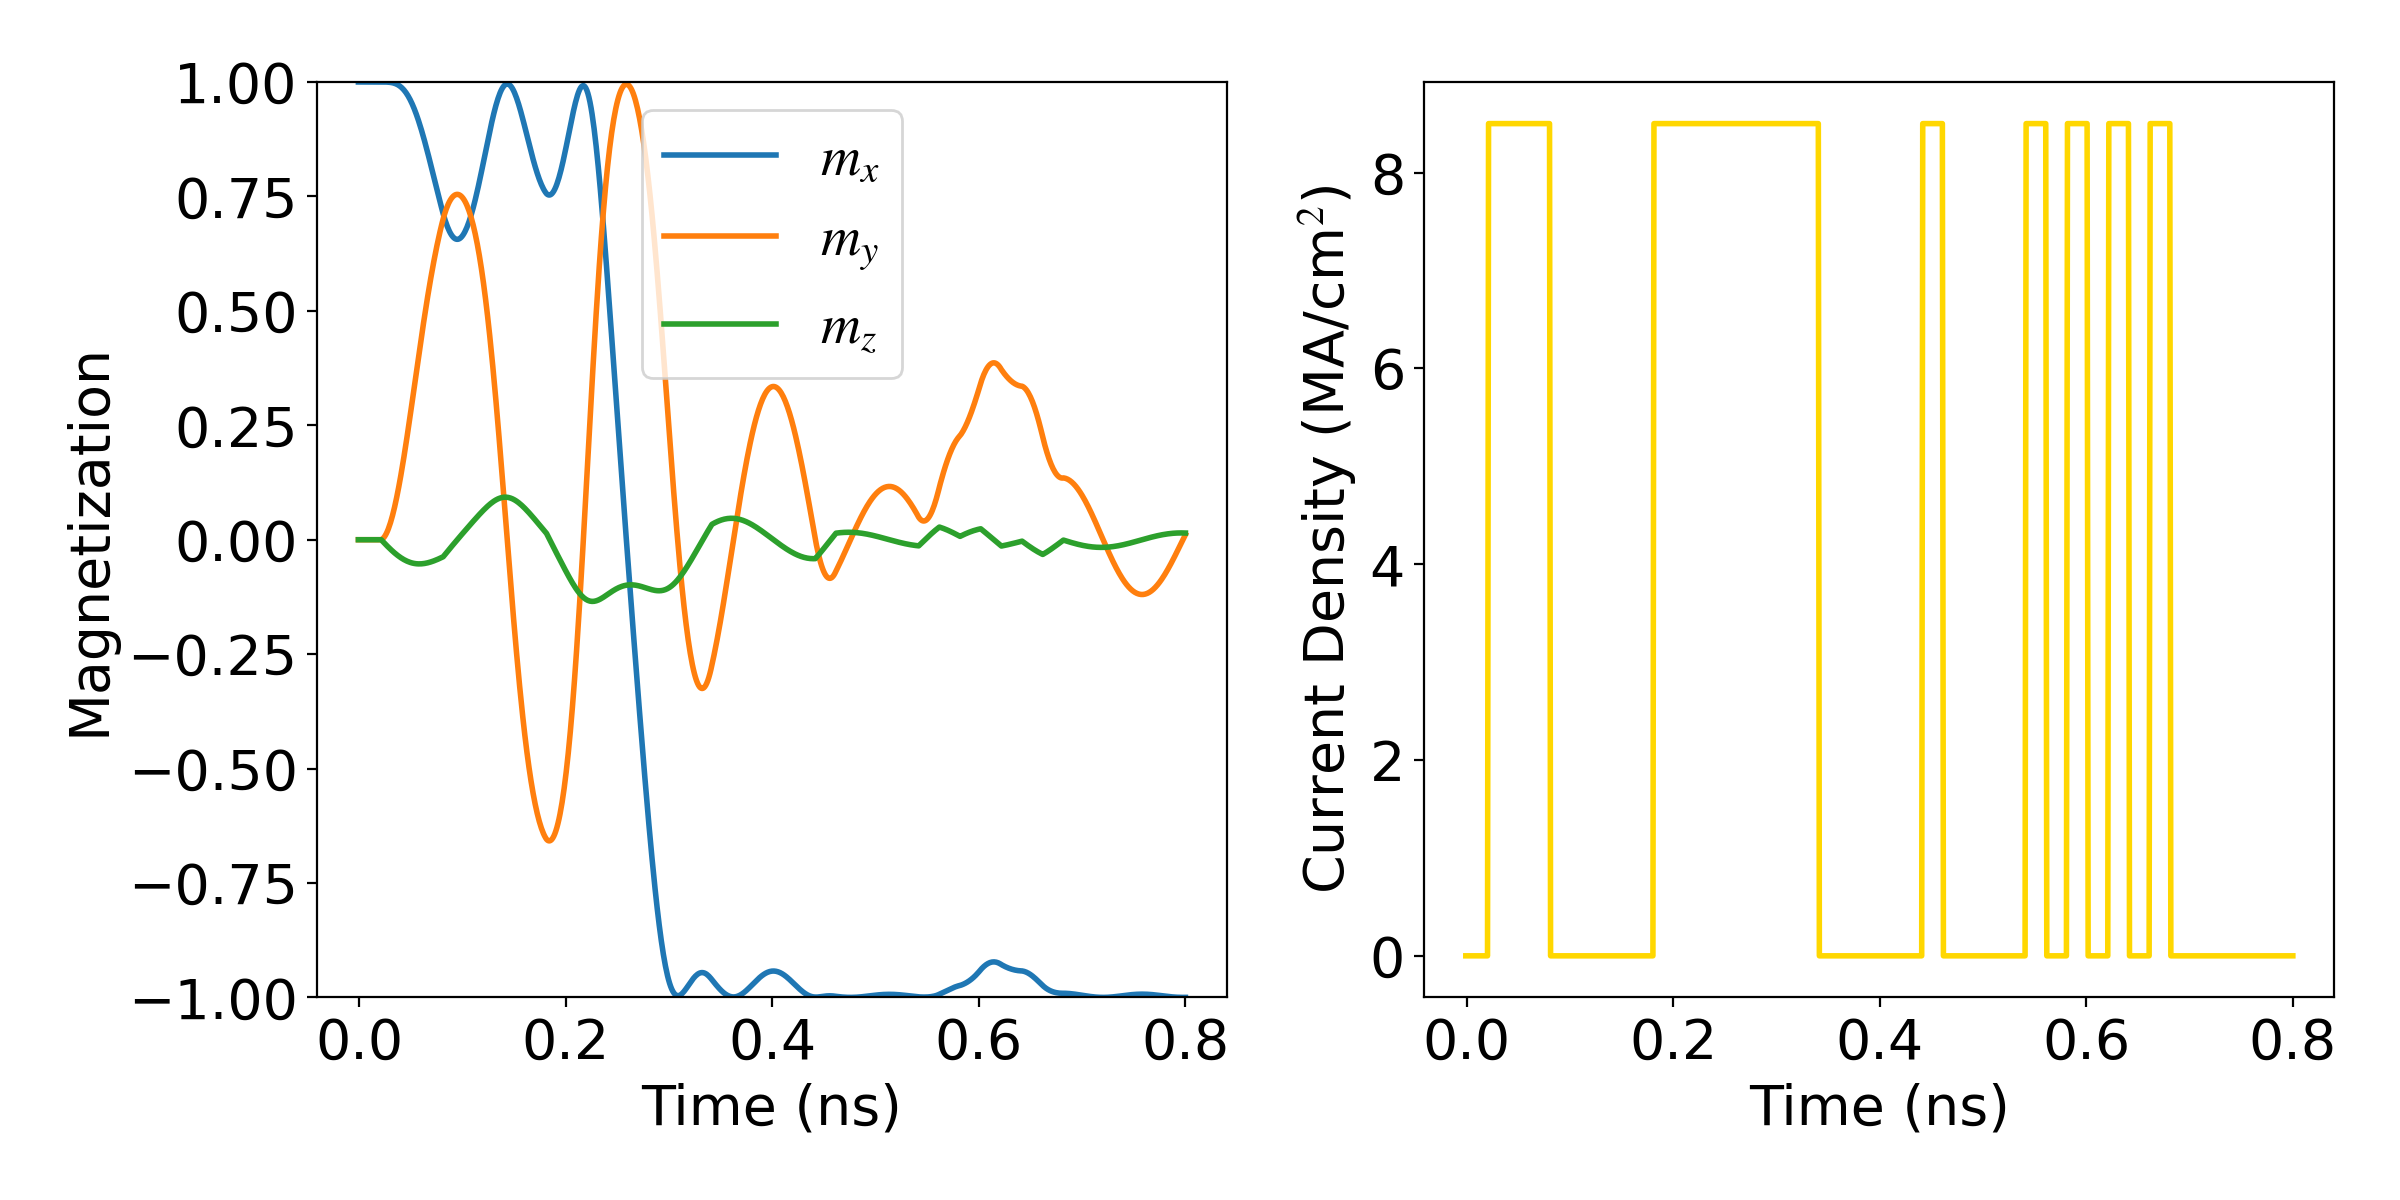 Magnetization
1.00
0.75
0.50
0.25
0.00
−0.25
−0.50
−0.75
−1.00
0.0 0.2 0.4 0.6 0.8
Time (ns)
m_x
m_y
m_z
Current Density (MA/cm²)
8
6
4
2
0
0.0 0.2 0.4 0.6 0.8
Time (ns)